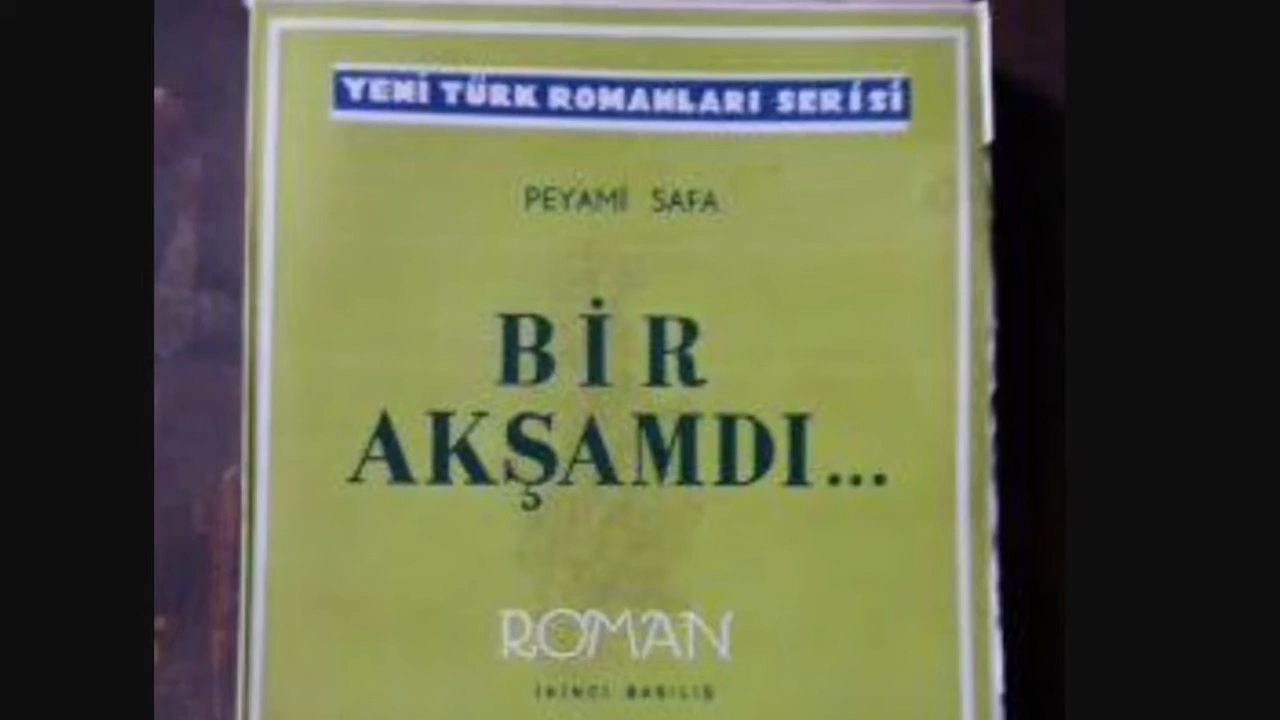 YENİ TÜRK ROMANLARI SERİSİ
PEYAMİ SAFA
BİR
AKŞAMDI...
ROMAN
İKİNCİ BASILIŞ